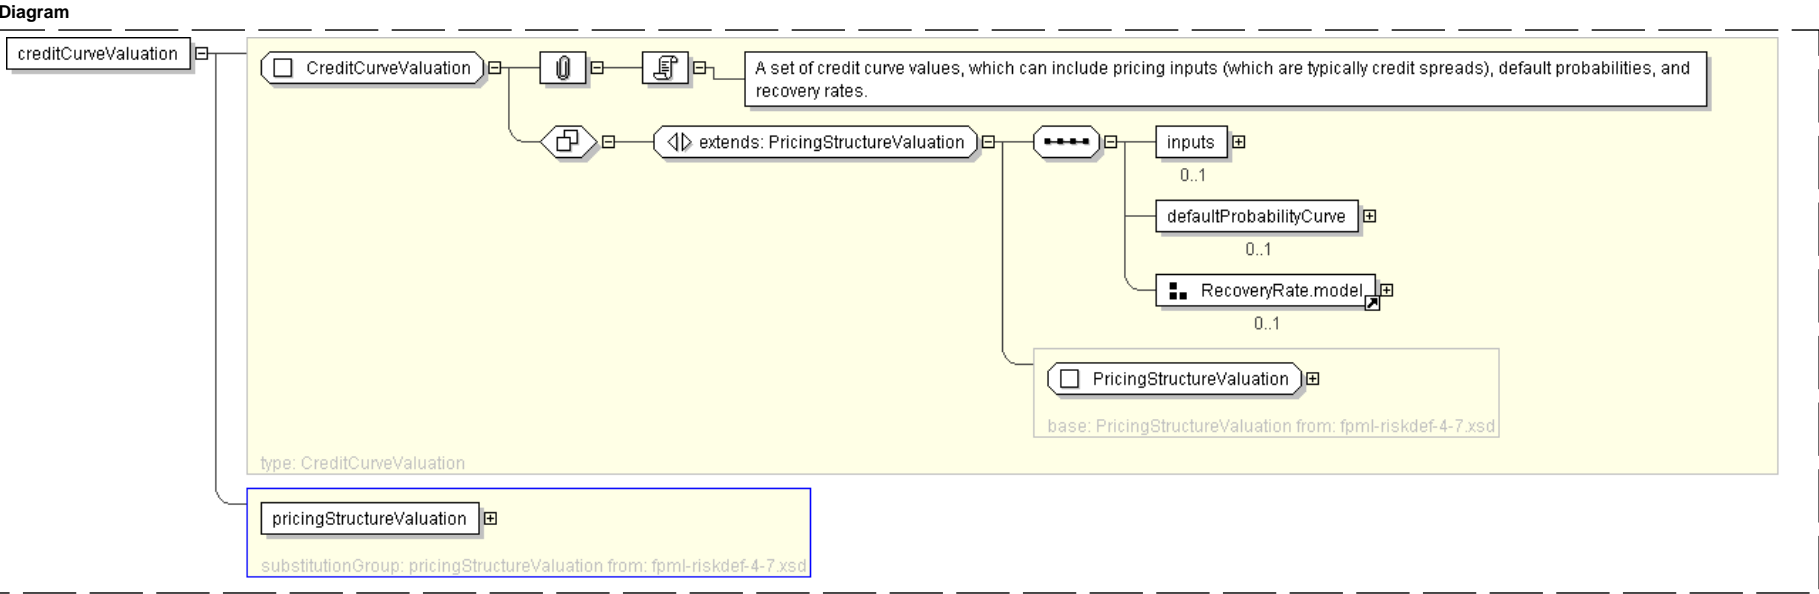 Diagram
creditCurveValuation
CreditCurveValuation
A set of credit curve values, which can include pricing inputs (which are typically credit spreads), default probabilities, and
recovery rates.
extends: PricingStructureValuation
inputs
0..1
defaultProbabilityCurve
0..1
RecoveryRate.model
0..1
PricingStructureValuation
base: PricingStructureValuation from: fpml-riskdef-4-7.xsd
type: CreditCurveValuation
pricingStructureValuation
substitutionGroup: pricingStructureValuation from: fpml-riskdef-4-7.xsd